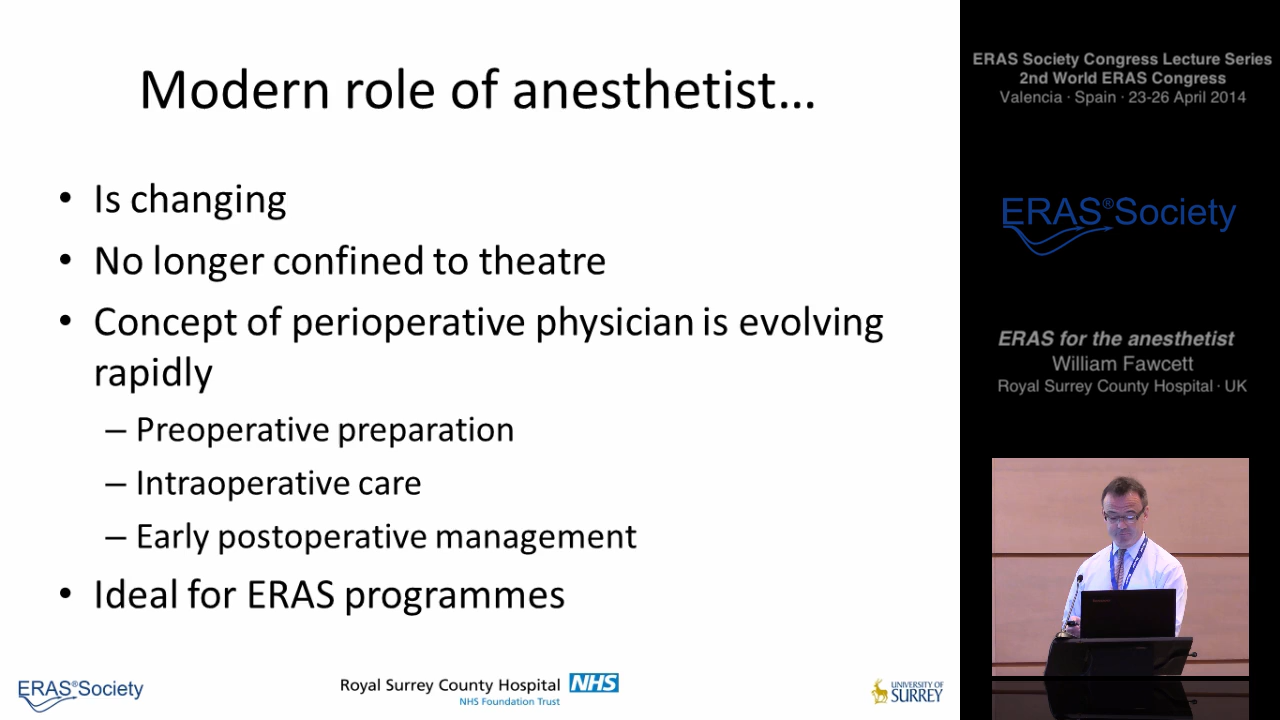 Modern role of anesthetist...
• Is changing
• No longer confined to theatre
• Concept of perioperative physician is evolving
rapidly
– Preoperative preparation
– Intraoperative care
– Early postoperative management
• Ideal for ERAS programmes
ERAS®Society
Royal Surrey County Hospital NHS
NHS Foundation Trust
UNIVERSITY OF
SURREY
ERAS Society Congress Lecture Series
2nd World ERAS Congress
Valencia · Spain · 23-26 April 2014
ERAS®Society
ERAS for the anesthetist
William Fawcett
Royal Surrey County Hospital · UK